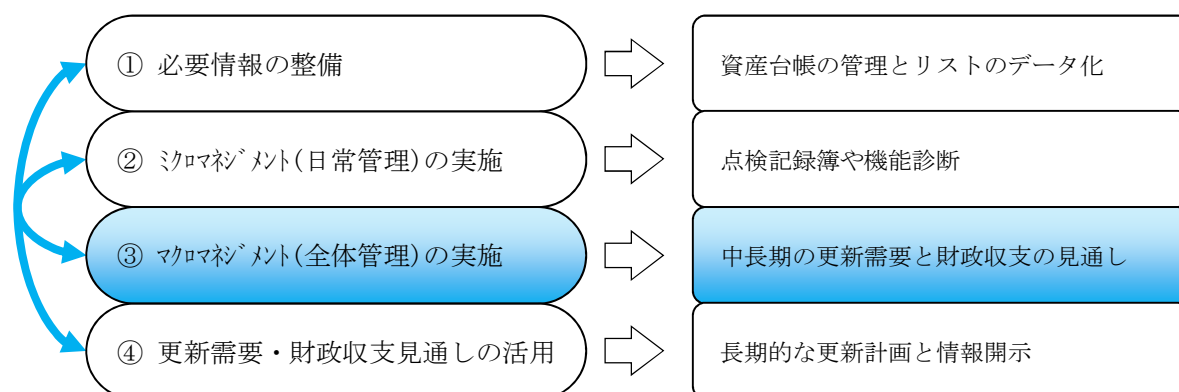 ① 必要情報の整備
資産台帳の管理とリストのデータ化
② ﾐｸﾛﾏﾈｼﾞﾒﾝﾄ(日常管理)の実施
点検記録簿や機能診断
③ ﾏｸﾛﾏﾈｼﾞﾒﾝﾄ(全体管理)の実施
中長期の更新需要と財政収支の見通し
④ 更新需要・財政収支見通しの活用
長期的な更新計画と情報開示